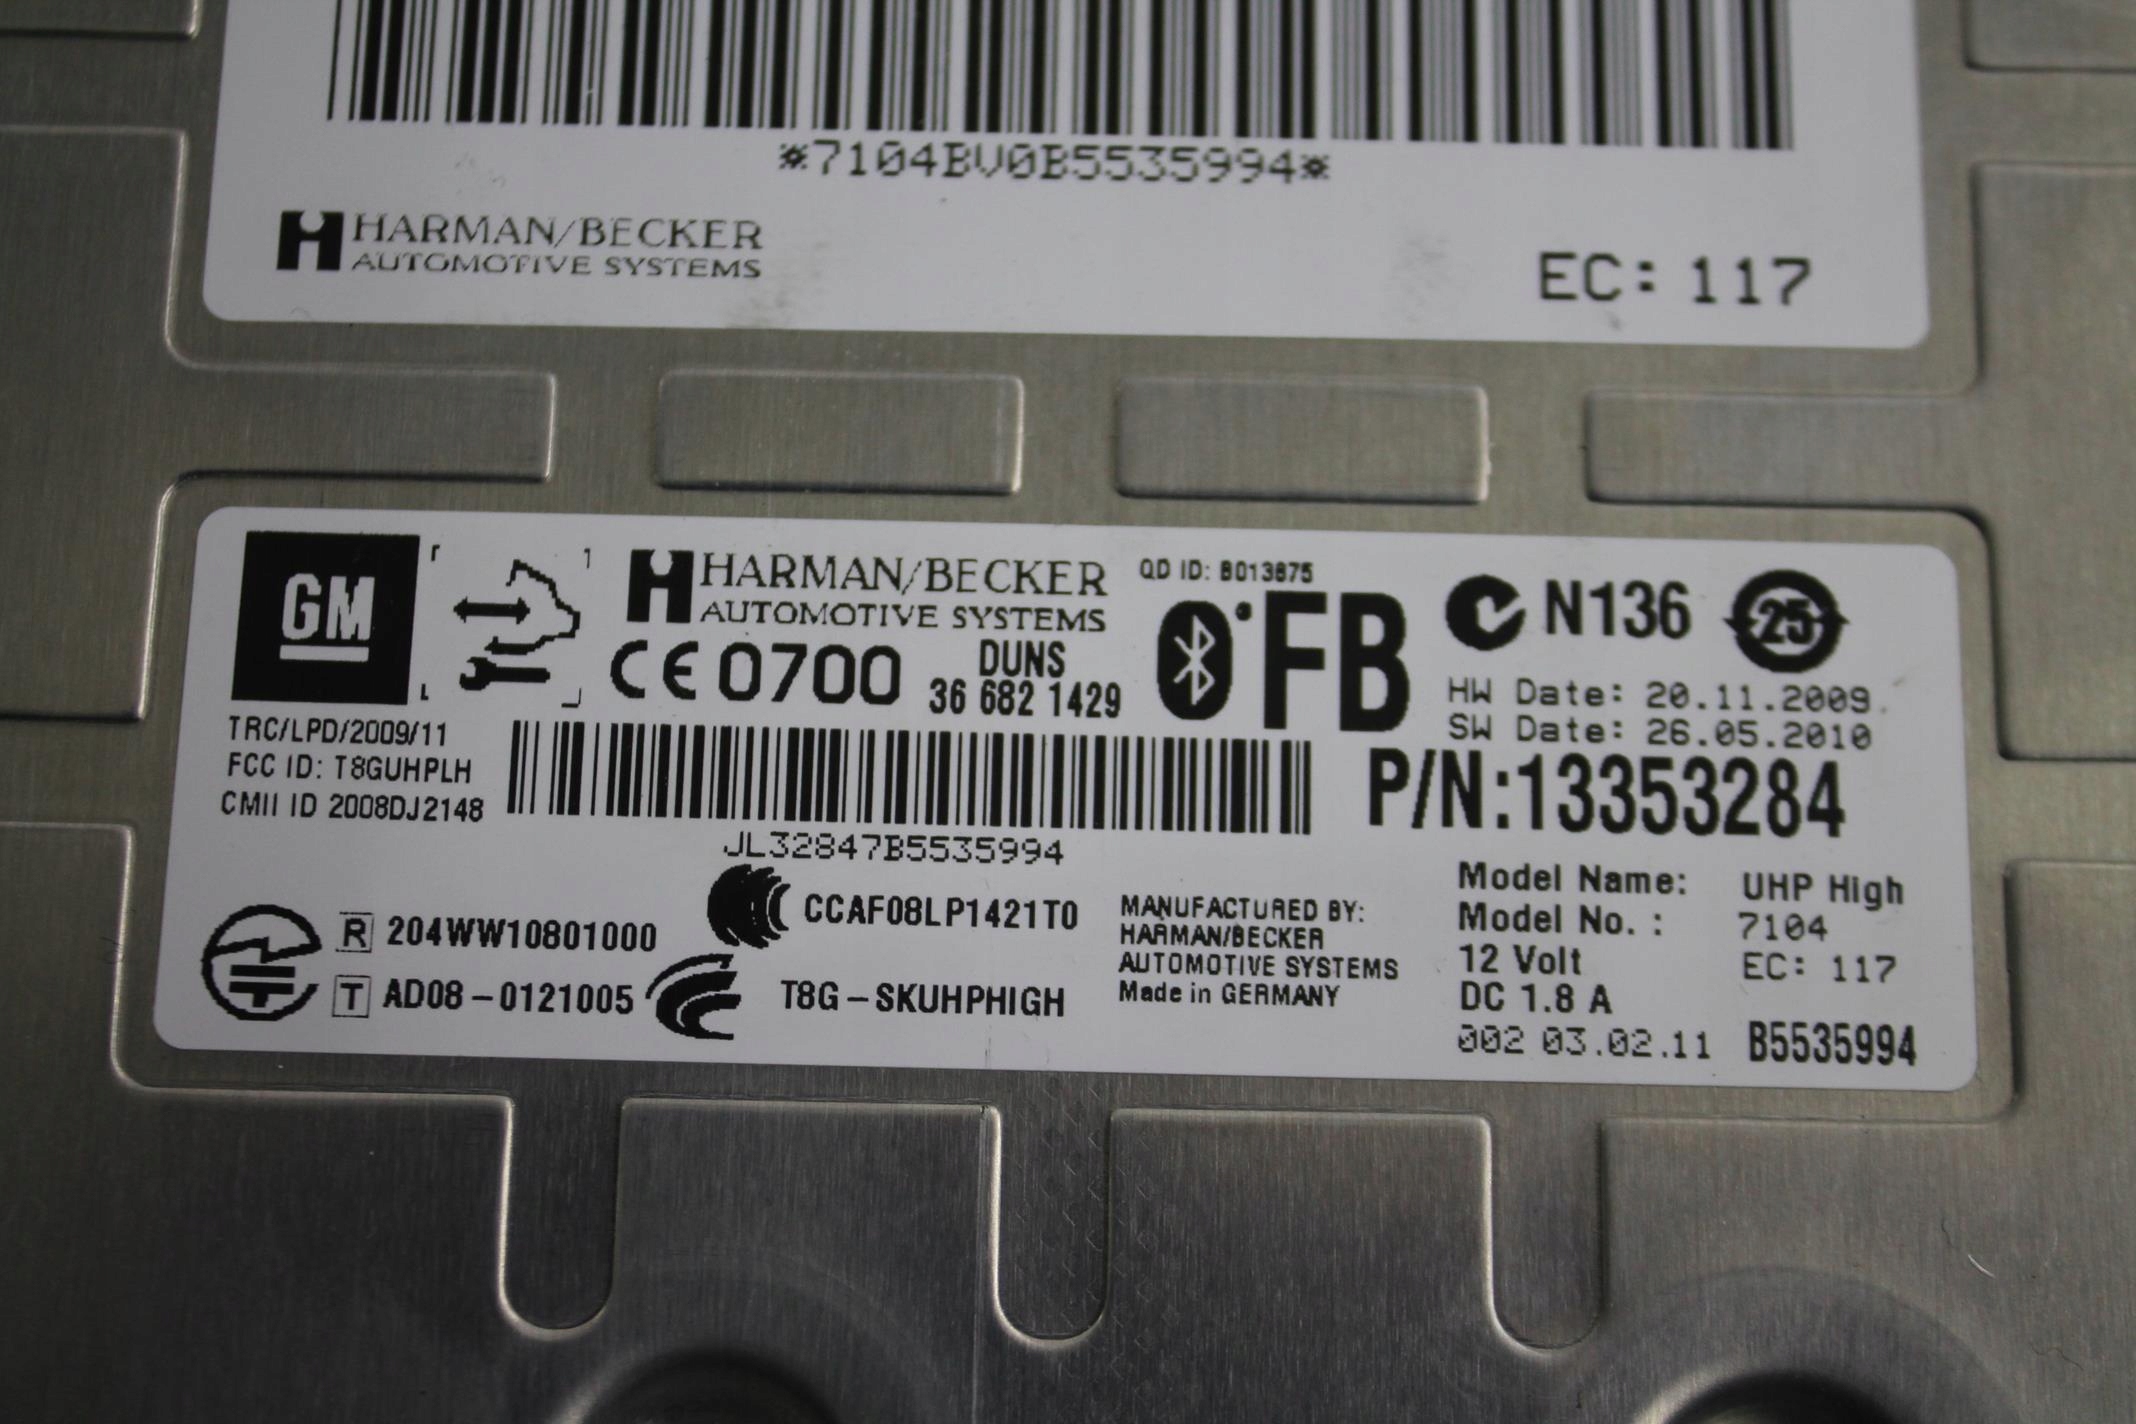 *7104BV0B5535994*
HARMAN/BECKER
AUTOMOTIVE SYSTEMS
EC: 117
GM
HARMAN/BECKER
AUTOMOTIVE SYSTEMS
QD ID: B013875
FB
N136
25
CE 0700
DUNS
36 682 1429
HW Date: 20.11.2009
SW Date: 26.05.2010
TRC/LPD/2009/11
FCC ID: T8GUHPLH
CMII ID 2008DJ2148
P/N:13353284
JL32847B5535994
R 204WW10801000
T AD08-0121005
CCAF08LP1421T0
T8G-SKUHPHIGH
MANUFACTURED BY:
HARMAN/BECKER
AUTOMOTIVE SYSTEMS
Made in GERMANY
Model Name: UHP High
Model No. : 7104
12 Volt EC: 117
DC 1.8 A
002 03.02.11 B5535994